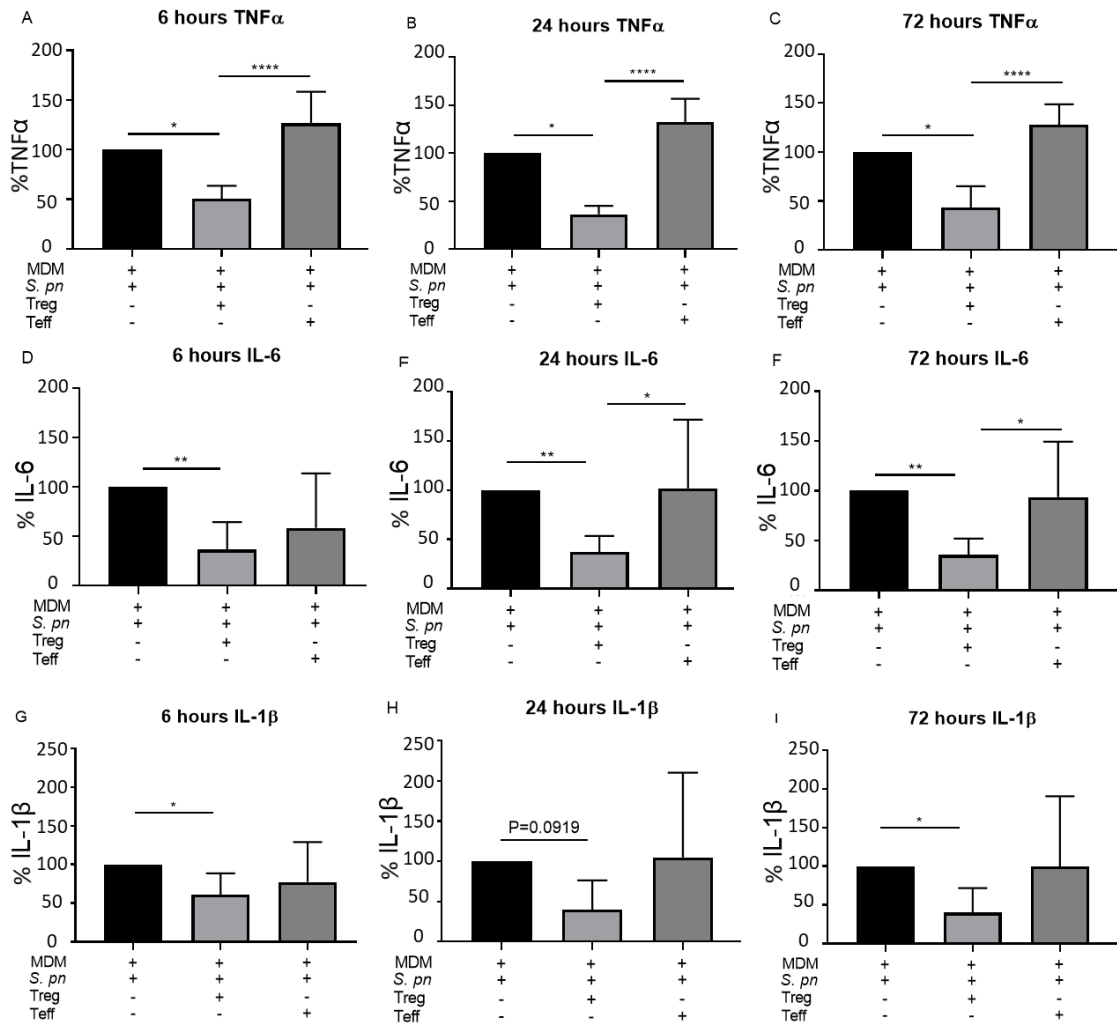 A
6 hours TNFα
%TNFα
200
150
100
50
0
*
****
MDM + + +
S. pn + + +
Treg - + -
Teff - - +
B
24 hours TNFα
%TNFα
200
150
100
50
0
*
****
MDM + + +
S. pn + + +
Treg - + -
Teff - - +
C
72 hours TNFα
%TNFα
200
150
100
50
0
*
****
MDM + + +
S. pn + + +
Treg - + -
Teff - - +
D
6 hours IL-6
% IL-6
200
150
100
50
0
**
MDM + + +
S. pn + + +
Treg - + -
Teff - - +
F
24 hours IL-6
% IL-6
200
150
100
50
0
**
*
MDM + + +
S. pn + + +
Treg - + -
Teff - - +
F
72 hours IL-6
% IL-6
200
150
100
50
0
**
*
MDM + + +
S. pn + + +
Treg - + -
Teff - - +
G
6 hours IL-1β
% IL-1β
250
200
150
100
50
0
*
MDM + + +
S. pn + + +
Treg - + -
Teff - - +
H
24 hours IL-1β
% IL-1β
250
200
150
100
50
0
P=0.0919
MDM + + +
S. pn + + +
Treg - + -
Teff - - +
I
72 hours IL-1β
% IL-1β
250
200
150
100
50
0
*
MDM + + +
S. pn + + +
Treg - + -
Teff - - +